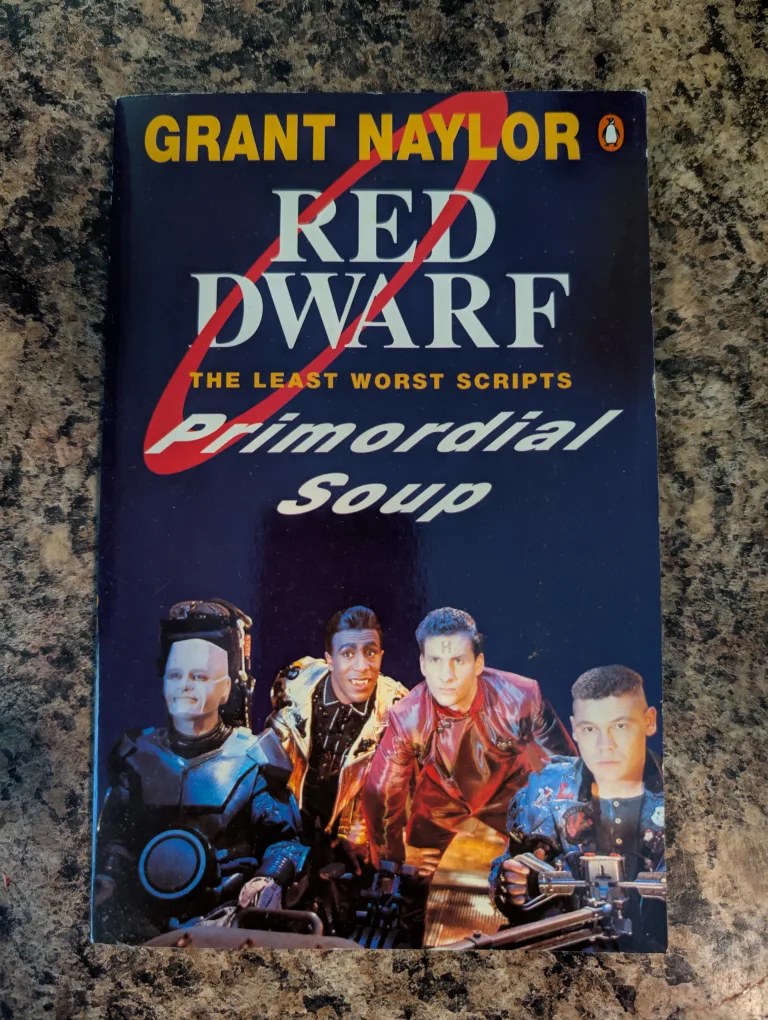 GRANT NAYLOR
RED
DWARF
THE LEAST WORST SCRIPTS
Primordial
Soup
H